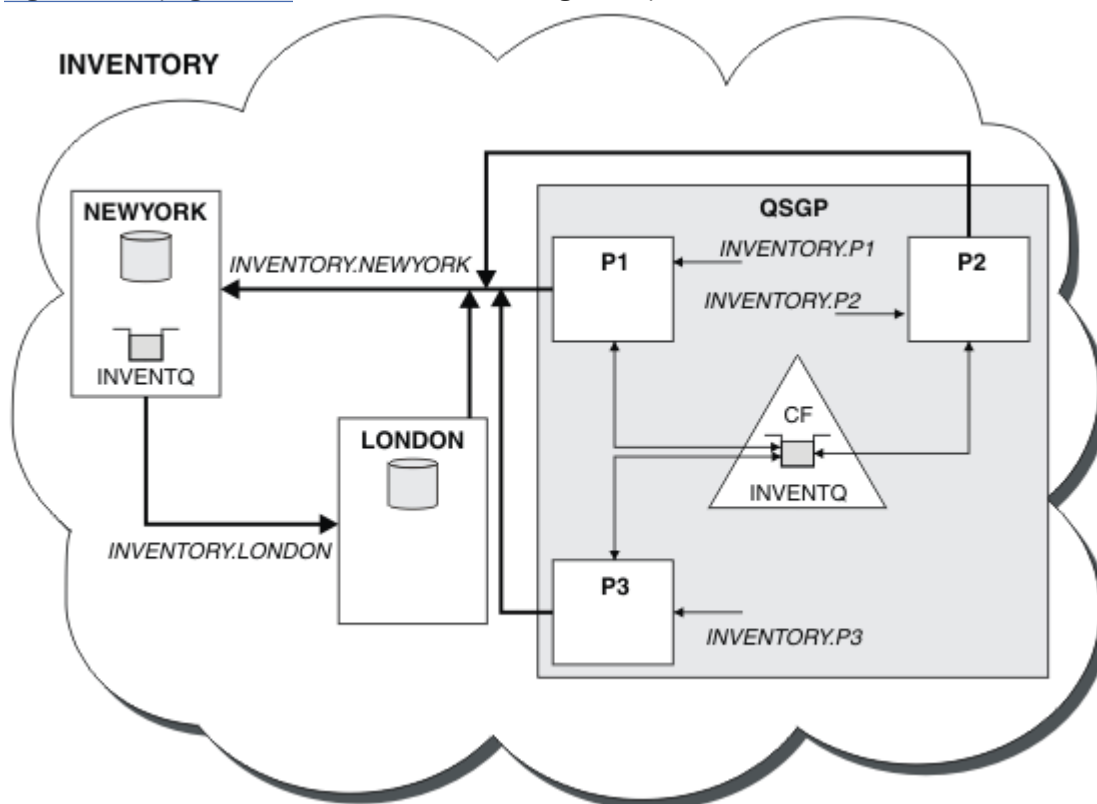 INVENTORY
NEWYORK
INVENTQ
INVENTORY.NEWYORK
LONDON
INVENTORY.LONDON
QSGP
P1
INVENTORY.P1
P2
INVENTORY.P2
CF
INVENTQ
P3
INVENTORY.P3